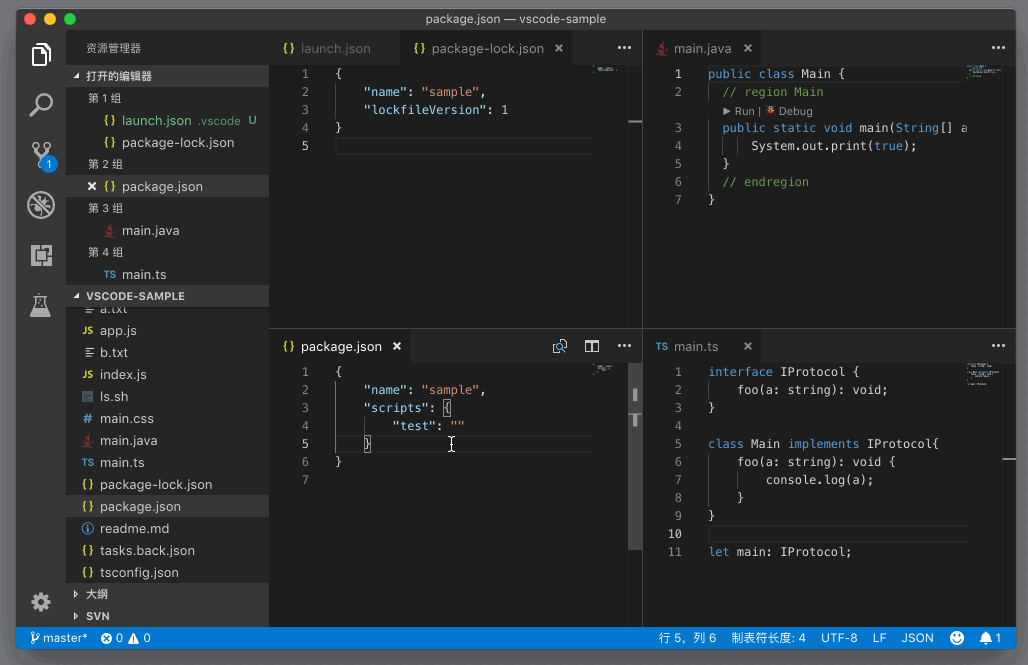 package.json — vscode-sample
资源管理器
打开的编辑器
第 1 组
{} launch.json .vscode U
{} package-lock.json
第 2 组
{} package.json
第 3 组
main.java
第 4 组
TS main.ts
VSCODE-SAMPLE
a.txt
JS app.js
b.txt
JS index.js
ls.sh
# main.css
main.java
TS main.ts
{} package-lock.json
{} package.json
readme.md
{} tasks.back.json
{} tsconfig.json
大纲
SVN
1
{} launch.json
{} package-lock.json
1 {
2 "name": "sample",
3 "lockfileVersion": 1
4 }
5
main.java
1 public class Main {
2 // region Main
Run | Debug
3 public static void main(String[] a
4 System.out.print(true);
5 }
6 // endregion
7 }
{} package.json
1 {
2 "name": "sample",
3 "scripts": {
4 "test": ""
5 }
6 }
7
TS main.ts
1 interface IProtocol {
2 foo(a: string): void;
3 }
4
5 class Main implements IProtocol{
6 foo(a: string): void {
7 console.log(a);
8 }
9 }
10
11 let main: IProtocol;
master* 0 0
行 5，列 6 制表符长度: 4 UTF-8 LF JSON 1